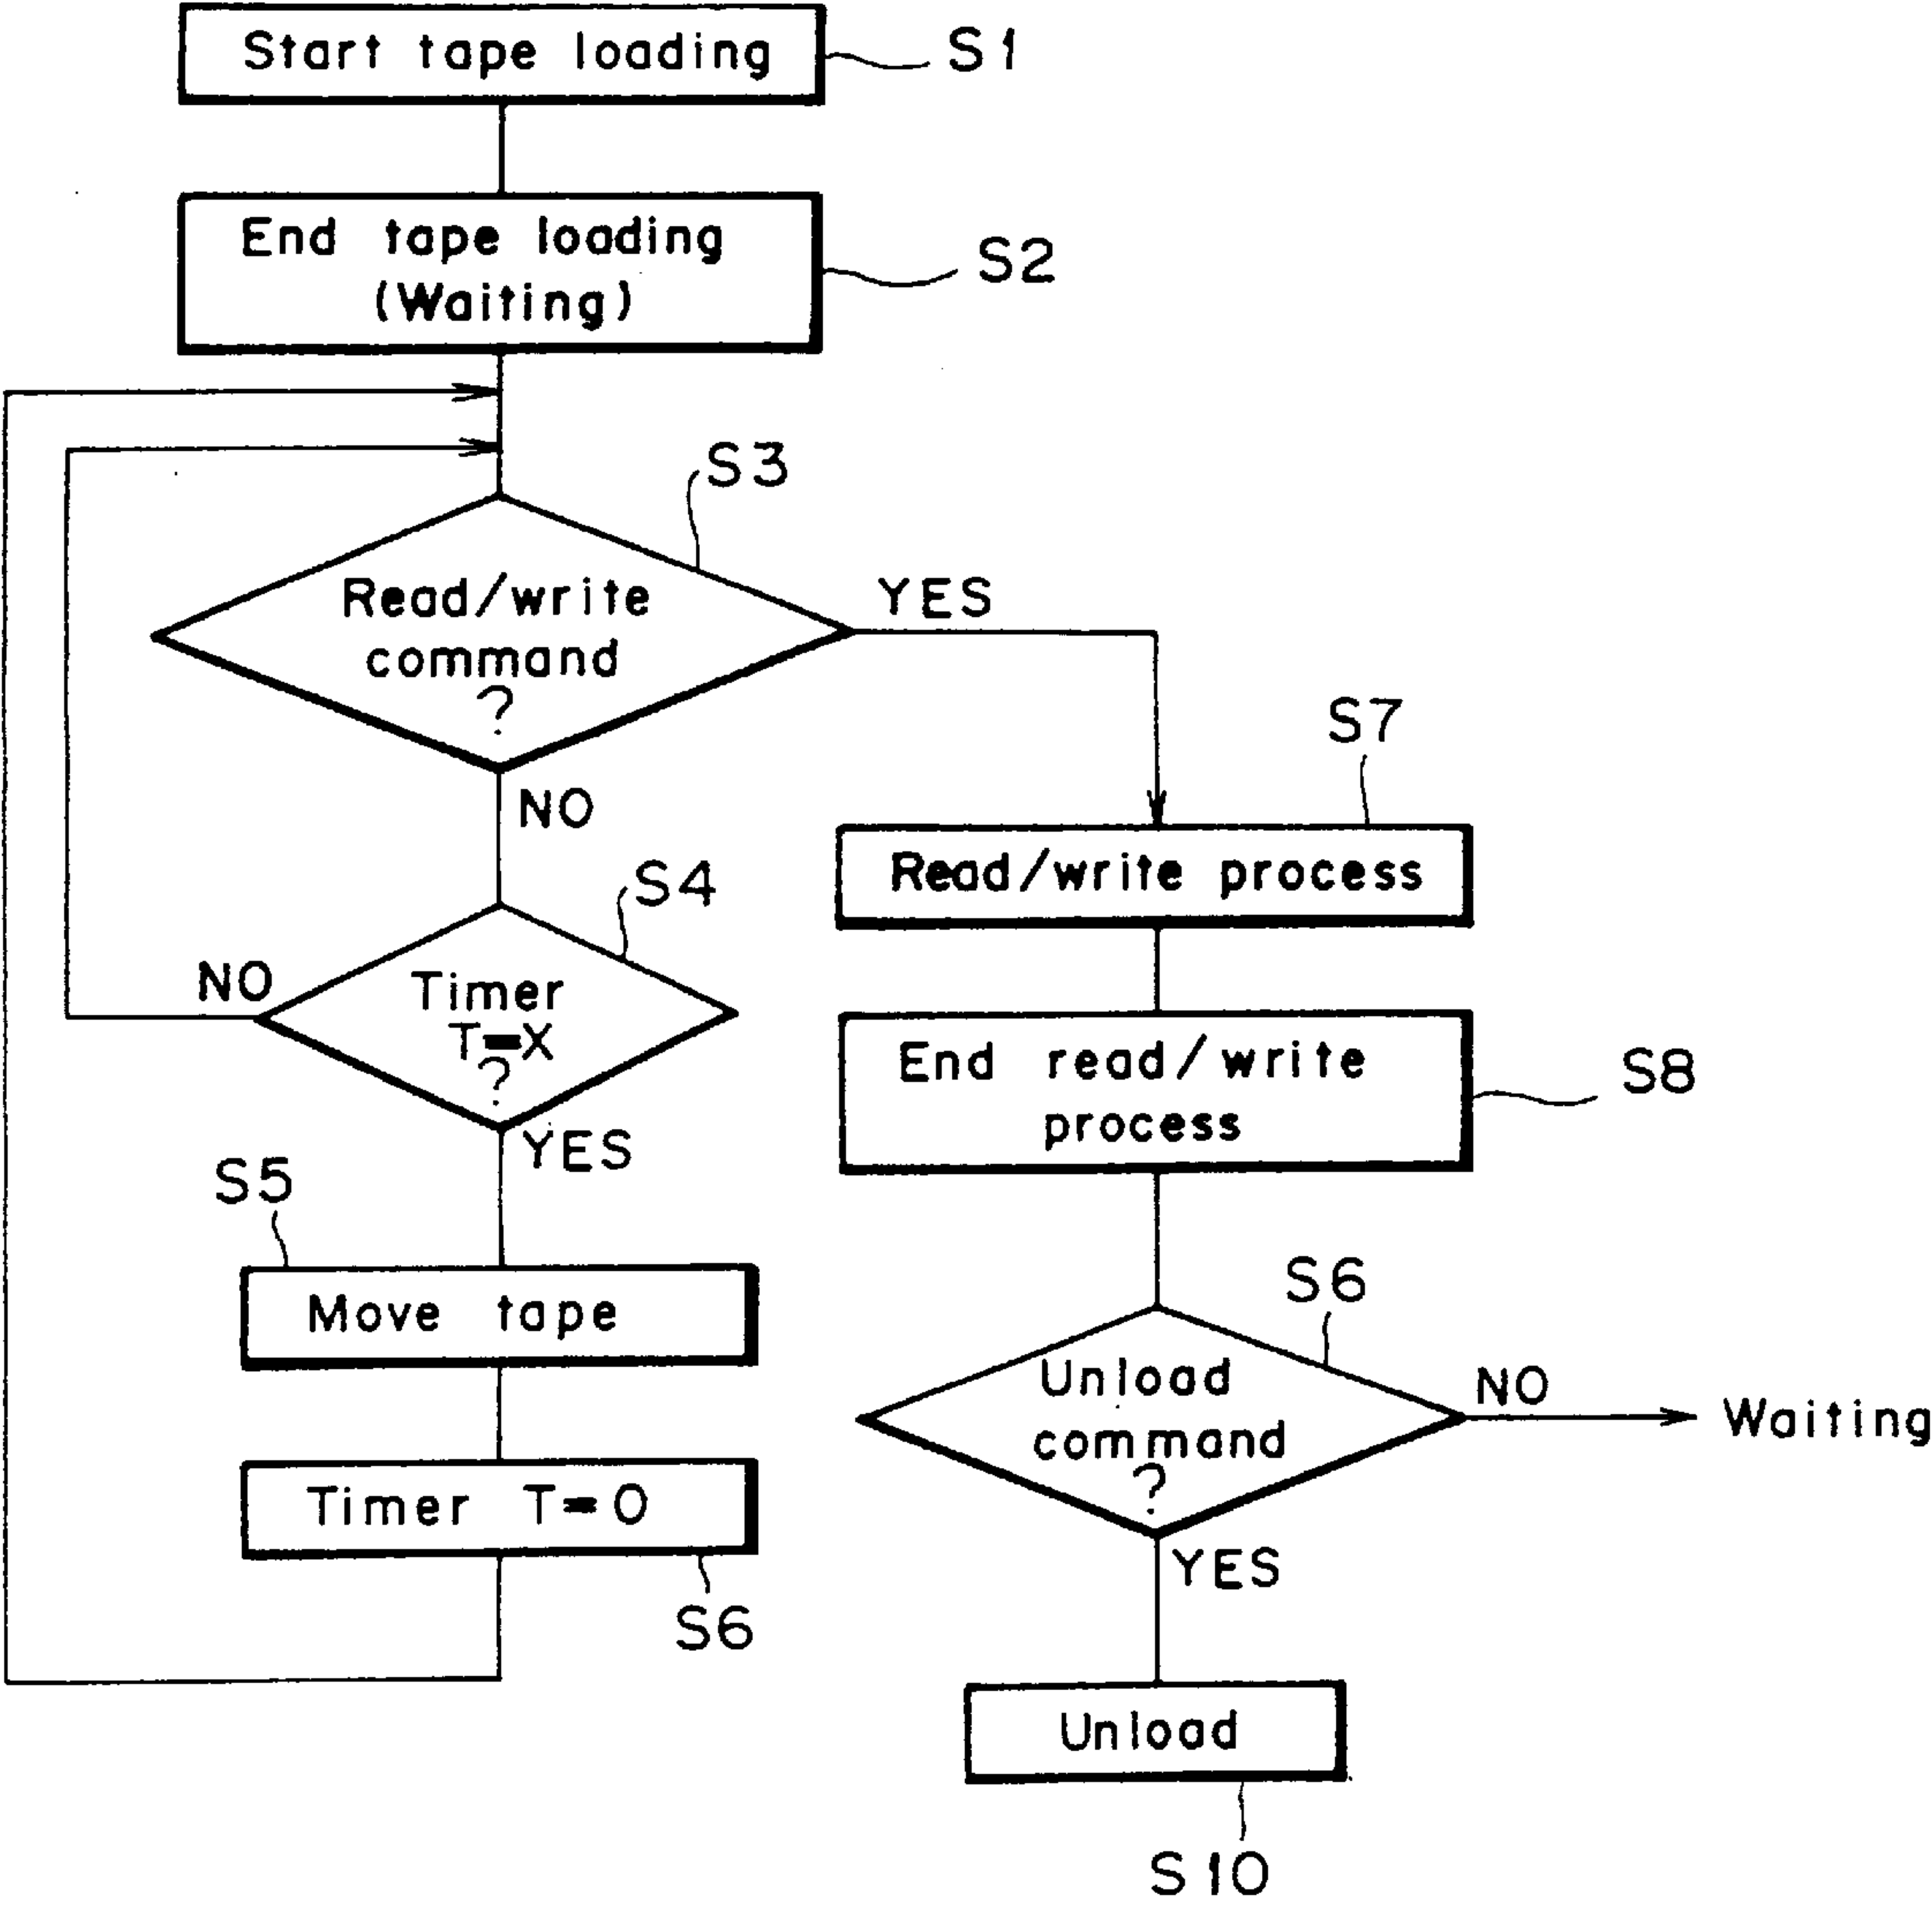 Start tape loading
S1
End tape loading
(Waiting)
S2
S3
Read/write
command
?
YES
NO
S7
Read/write process
S4
NO
Timer
T=X
?
YES
End read/write
process
S8
S5
Move tape
S6
Unload
command
?
NO
Waiting
YES
Timer T=0
S6
Unload
S10